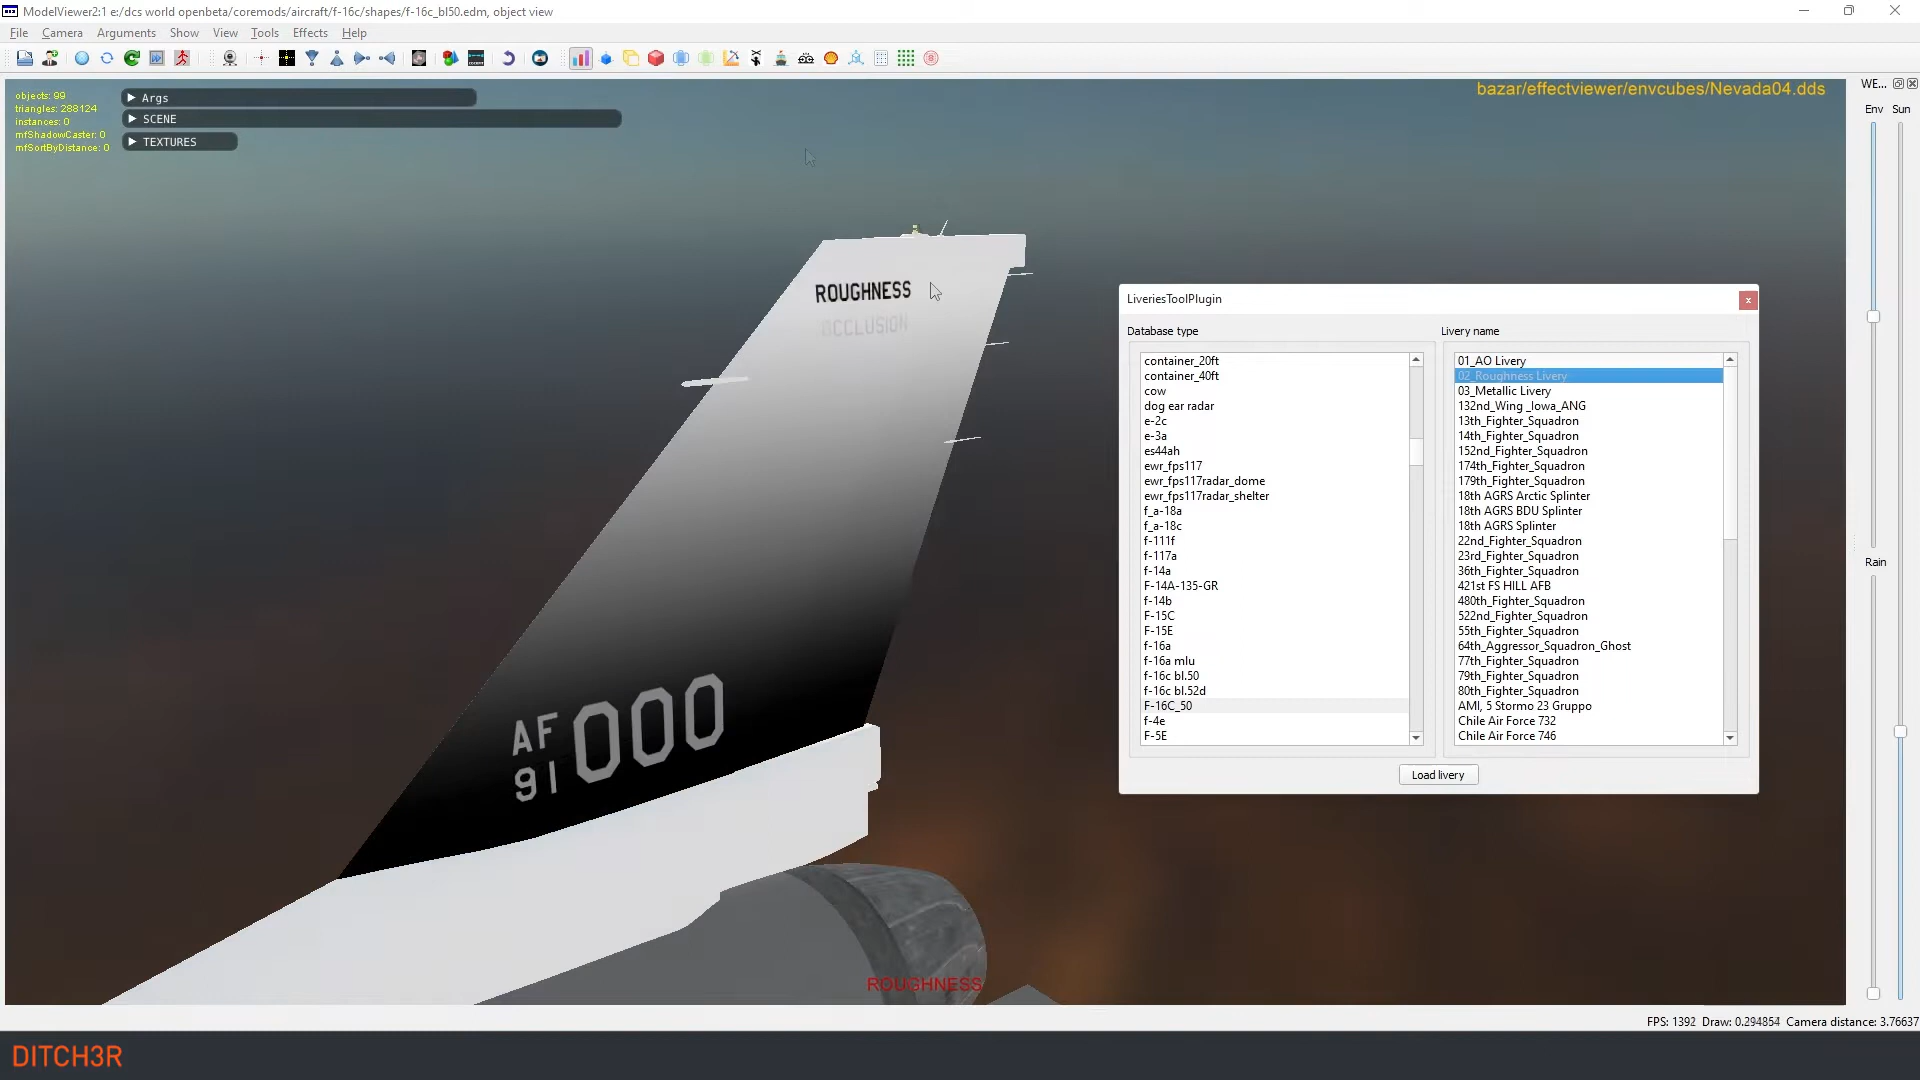 ModelViewer2:1 e:/dcs world openbeta/coremods/aircraft/f-16c/shapes/f-16c_bl50.edm, object view
File Camera Arguments Show View Tools Effects Help
objects: 99
triangles: 288124
instances: 0
mfShadowCaster: 0
mfSortByDistance: 0
Args
SCENE
TEXTURES
bazar/effectviewer/envcubes/Nevada04.dds
WE...
Env Sun
Rain
ROUGHNESS
OCCLUSION
AF
91
000
ROUGHNESS
LiveriesToolPlugin
Database type
container_20ft
container_40ft
cow
dog ear radar
e-2c
e-3a
es44ah
ewr_fps117
ewr_fps117radar_dome
ewr_fps117radar_shelter
f_a-18a
f_a-18c
f-111f
f-117a
f-14a
F-14A-135-GR
f-14b
F-15C
F-15E
f-16a
f-16a mlu
f-16c bl.50
f-16c bl.52d
F-16C_50
f-4e
F-5E
Livery name
01_AO Livery
02_Roughness Livery
03_Metallic Livery
132nd_Wing _Iowa_ANG
13th_Fighter_Squadron
14th_Fighter_Squadron
152nd_Fighter_Squadron
174th_Fighter_Squadron
179th_Fighter_Squadron
18th AGRS Arctic Splinter
18th AGRS BDU Splinter
18th AGRS Splinter
22nd_Fighter_Squadron
23rd_Fighter_Squadron
36th_Fighter_Squadron
421st FS HILL AFB
480th_Fighter_Squadron
522nd_Fighter_Squadron
55th_Fighter_Squadron
64th_Aggressor_Squadron_Ghost
77th_Fighter_Squadron
79th_Fighter_Squadron
80th_Fighter_Squadron
AMI, 5 Stormo 23 Gruppo
Chile Air Force 732
Chile Air Force 746
Load livery
FPS: 1392 Draw: 0.294854 Camera distance: 3.76637
DITCH3R